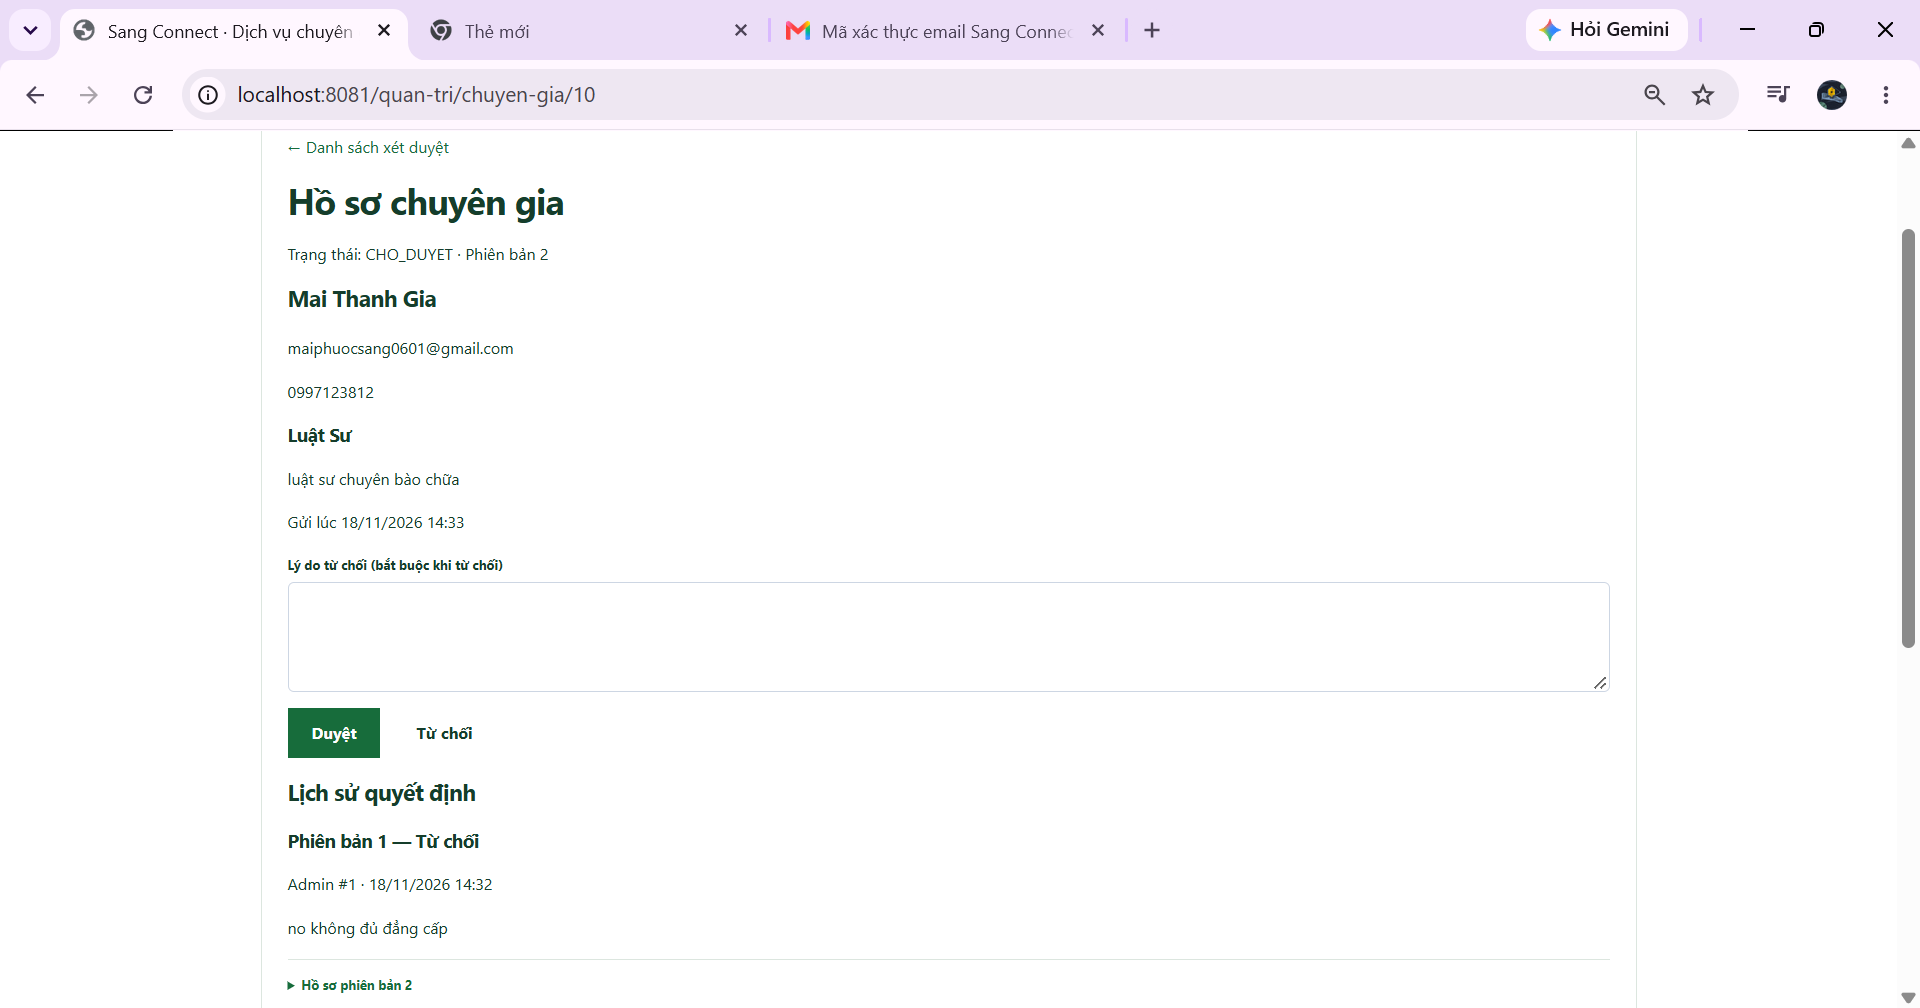 Sang Connect · Dịch vụ chuyên
Thẻ mới
Mã xác thực email Sang Connec
Hỏi Gemini
localhost:8081/quan-tri/chuyen-gia/10
← Danh sách xét duyệt
Hồ sơ chuyên gia
Trạng thái: CHO_DUYET · Phiên bản 2
Mai Thanh Gia
maiphuocsang0601@gmail.com
0997123812
Luật Sư
luật sư chuyên bào chữa
Gửi lúc 18/11/2026 14:33
Lý do từ chối (bắt buộc khi từ chối)
Duyệt
Từ chối
Lịch sử quyết định
Phiên bản 1 — Từ chối
Admin #1 · 18/11/2026 14:32
no không đủ đẳng cấp
Hồ sơ phiên bản 2